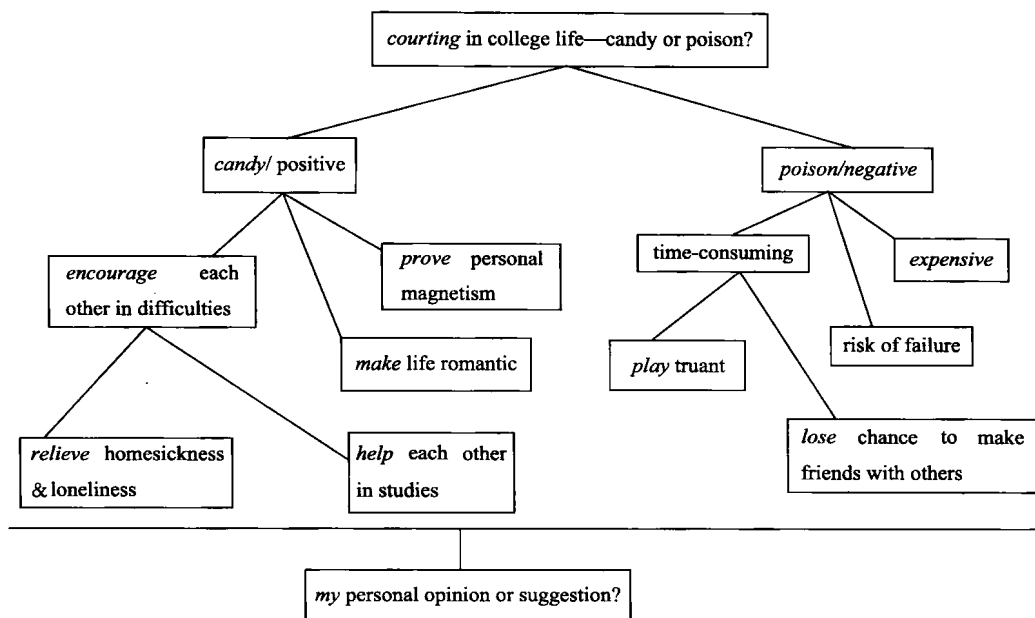 courting in college life—candy or poison?
candy/ positive
poison/negative
encourage each
other in difficulties
prove personal
magnetism
make life romantic
relieve homesickness
& loneliness
help each other
in studies
time-consuming
expensive
play truant
risk of failure
lose chance to make
friends with others
my personal opinion or suggestion?